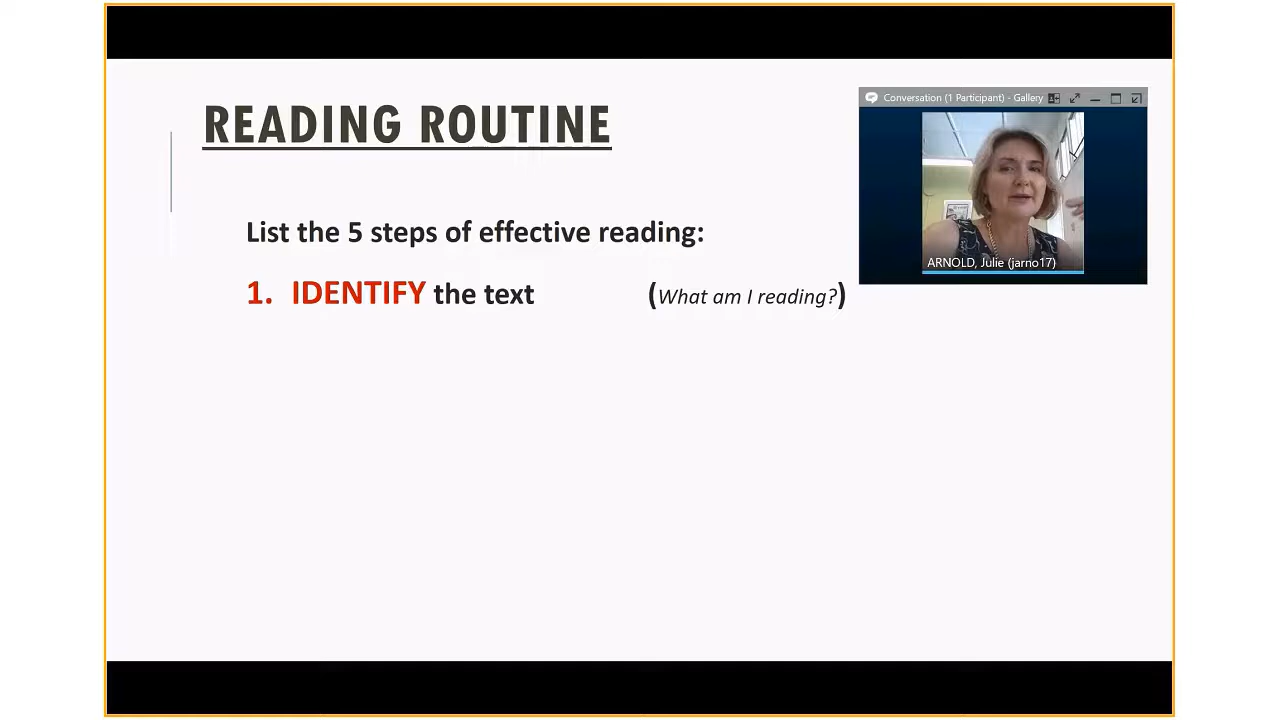 READING ROUTINE
Conversation (1 Participant) - Gallery
ARNOLD, Julie (jarno17)
List the 5 steps of effective reading:
1. IDENTIFY the text (What am I reading?)